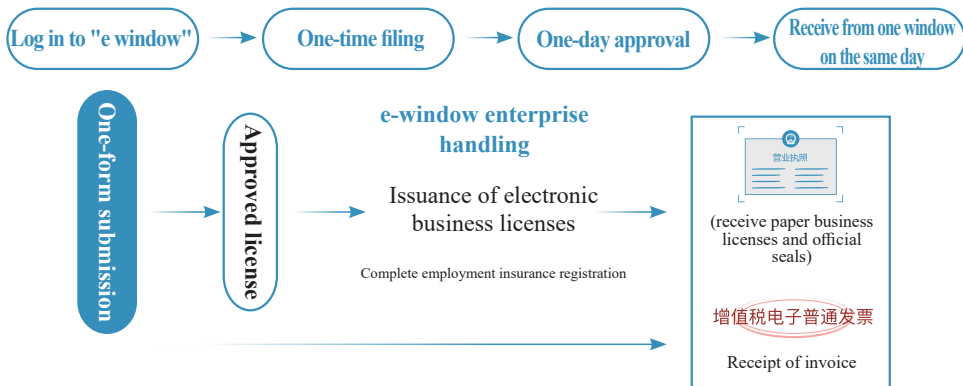 Log in to "e window"
One-time filing
One-day approval
Receive from one window
on the same day
One-form submission
Approved license
e-window enterprise
handling
Issuance of electronic
business licenses
Complete employment insurance registration
营业执照
(receive paper business
licenses and official
seals)
增值税电子普通发票
Receipt of invoice